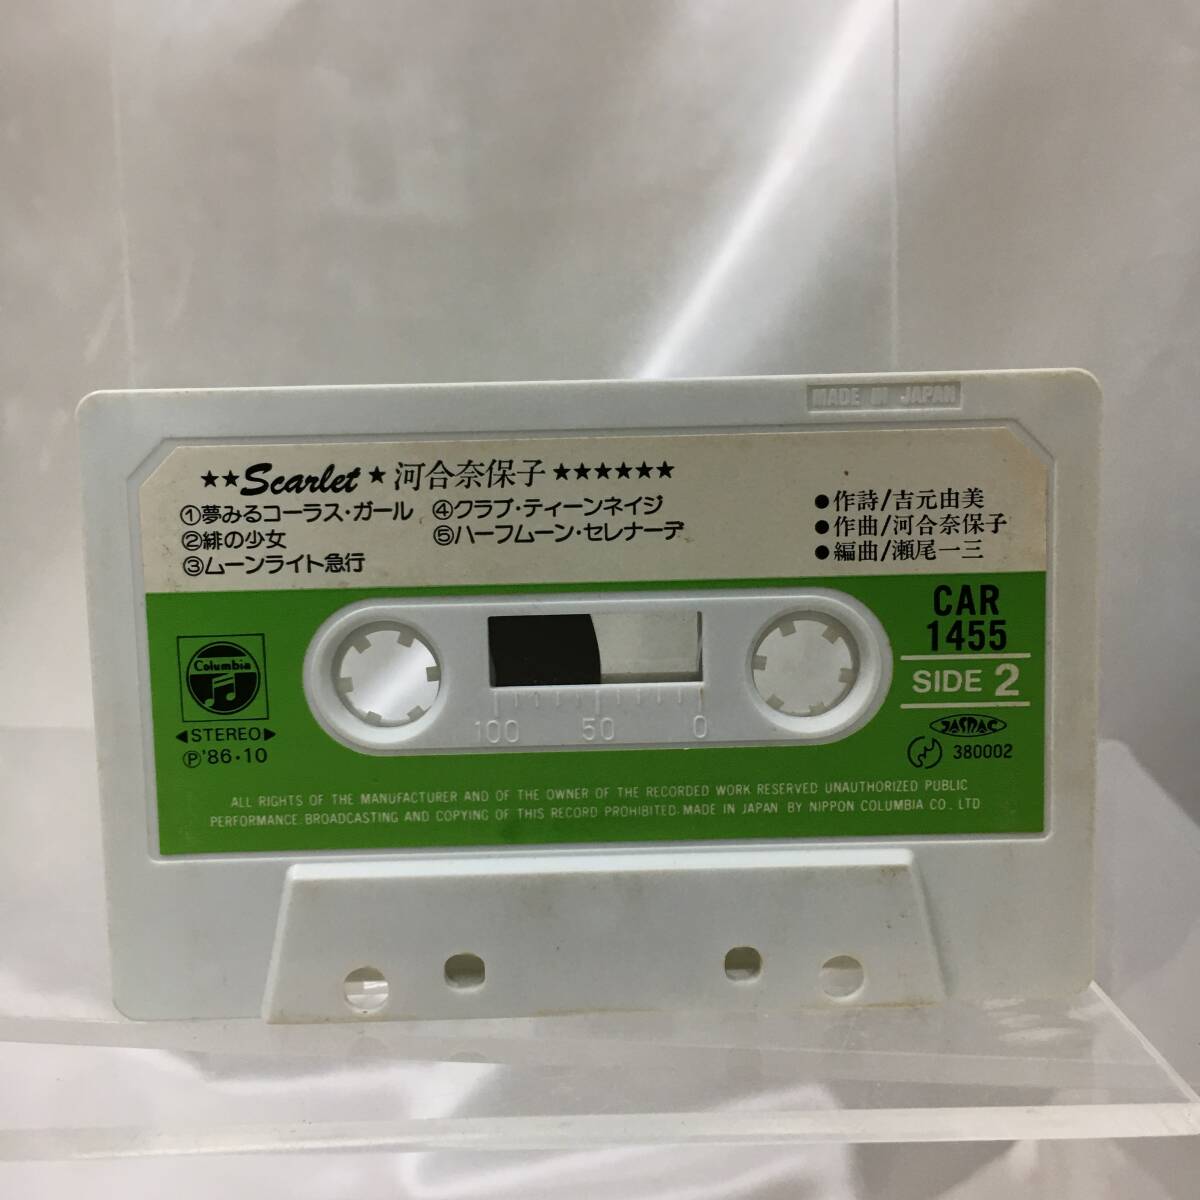 MADE IN JAPAN
★★Scarlet★河合奈保子★★★★★★
①夢みるコーラス・ガール
②緋の少女
③ムーンライト急行
④クラブ・ティーンネイジ
⑤ハーフムーン・セレナーデ
●作詩/吉元由美
●作曲/河合奈保子
●編曲/瀬尾一三
CAR
1455
SIDE 2
JASRAC
380002
Columbia
◀STEREO▶
Ⓟ'86・10
100 50 0
ALL RIGHTS OF THE MANUFACTURER AND OF THE OWNER OF THE RECORDED WORK RESERVED UNAUTHORIZED PUBLIC
PERFORMANCE. BROADCASTING AND COPYING OF THIS RECORD PROHIBITED. MADE IN JAPAN BY NIPPON COLUMBIA CO., LTD